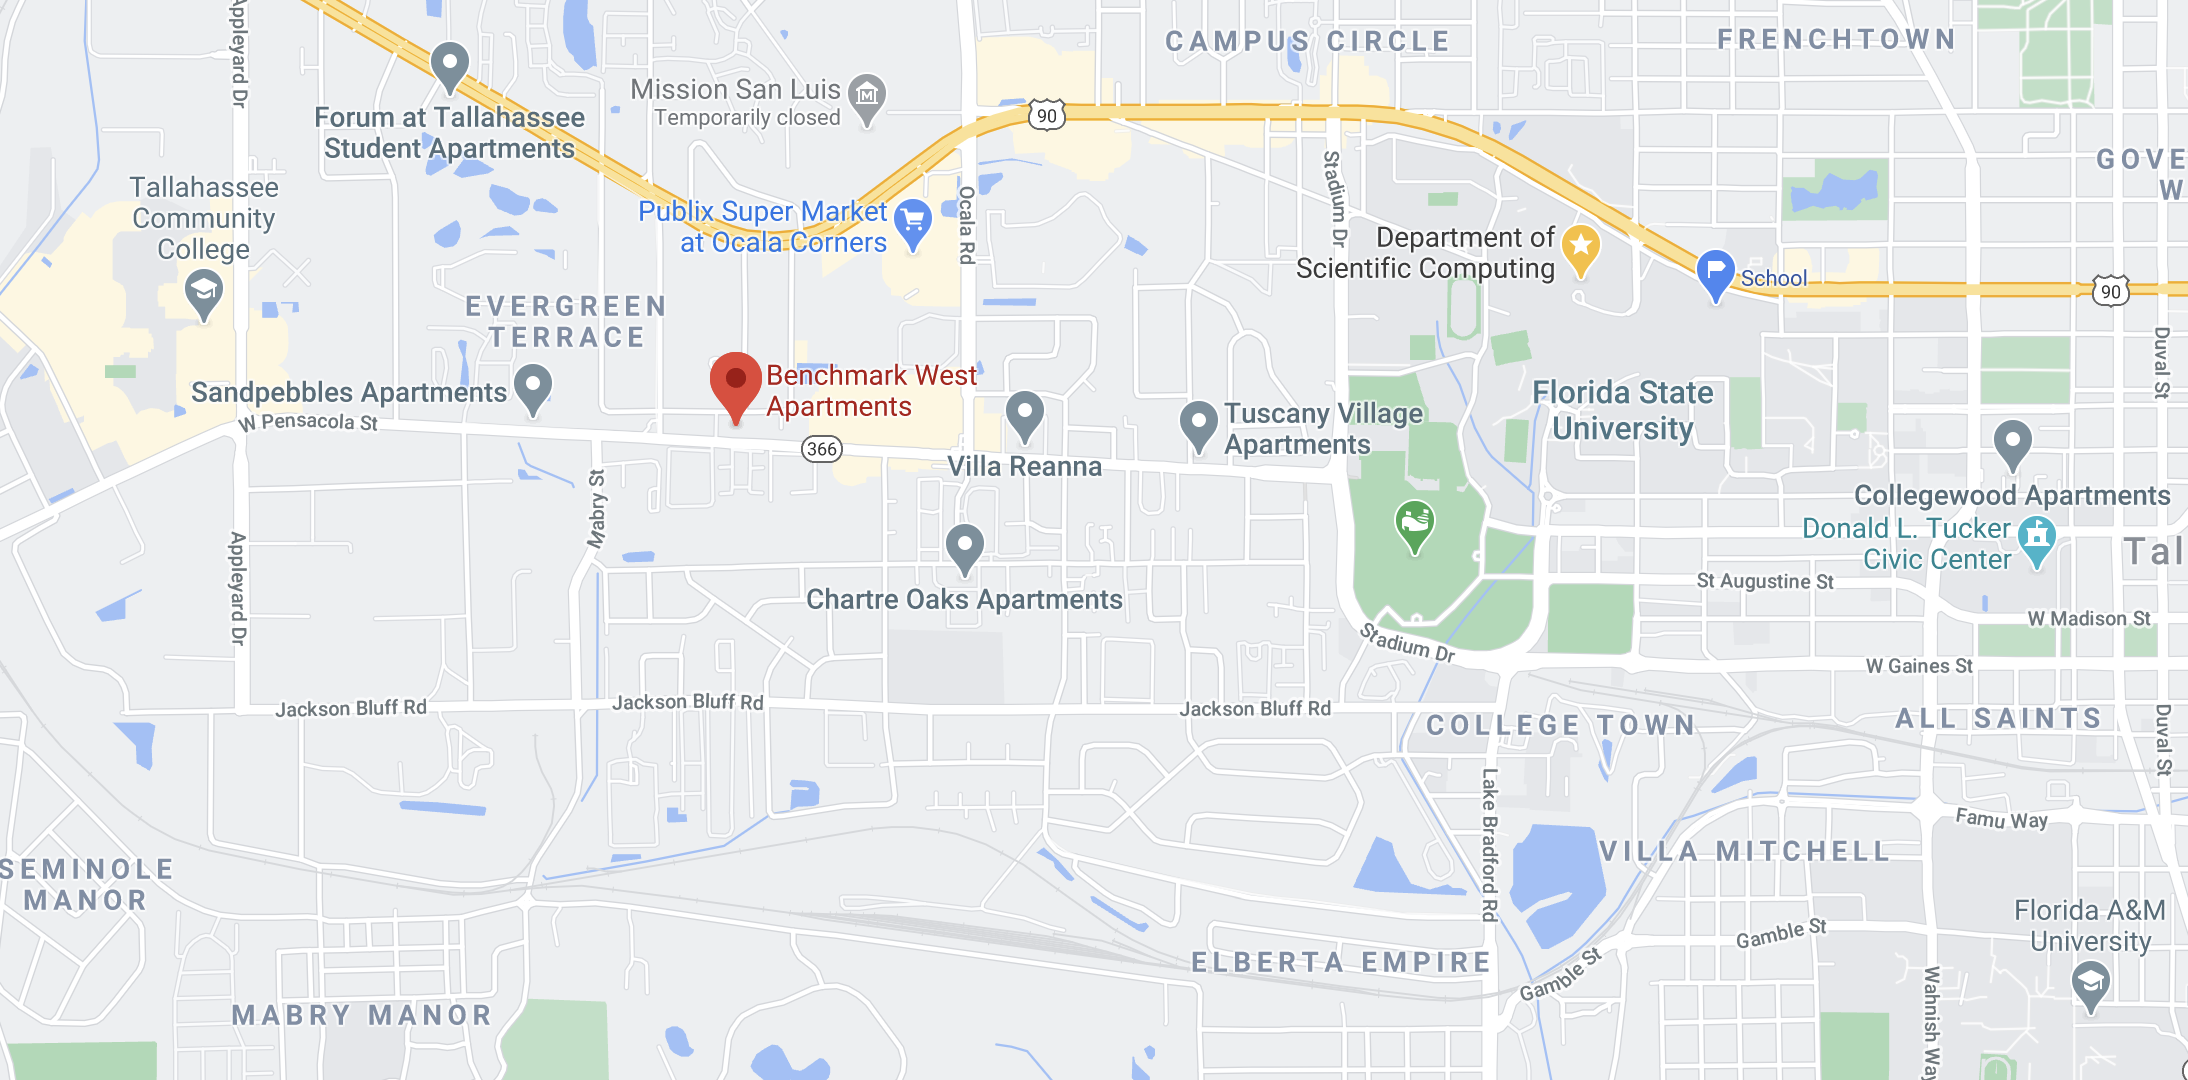 Appleyard Dr
CAMPUS CIRCLE
FRENCHTOWN
Mission San Luis
Temporarily closed
90
Forum at Tallahassee
Student Apartments
GOVE
W
Tallahassee
Community
College
Stadium Dr
Ocala Rd
Publix Super Market
at Ocala Corners
Department of
Scientific Computing
School
90
EVERGREEN
TERRACE
Duval St
Benchmark West
Apartments
Sandpebbles Apartments
Florida State
University
W Pensacola St
Tuscany Village
Apartments
366
Villa Reanna
Mabry St
Collegewood Apartments
Donald L. Tucker
Civic Center
Tal
Appleyard Dr
St Augustine St
Chartre Oaks Apartments
W Madison St
Stadium Dr
W Gaines St
Jackson Bluff Rd
Jackson Bluff Rd
Jackson Bluff Rd
COLLEGE TOWN
ALL SAINTS
Duval St
Lake Bradford Rd
Famu Way
VILLA MITCHELL
SEMINOLE
MANOR
Florida A&M
University
Gamble St
ELBERTA EMPIRE
Gamble St
MABRY MANOR
Wahnish Way